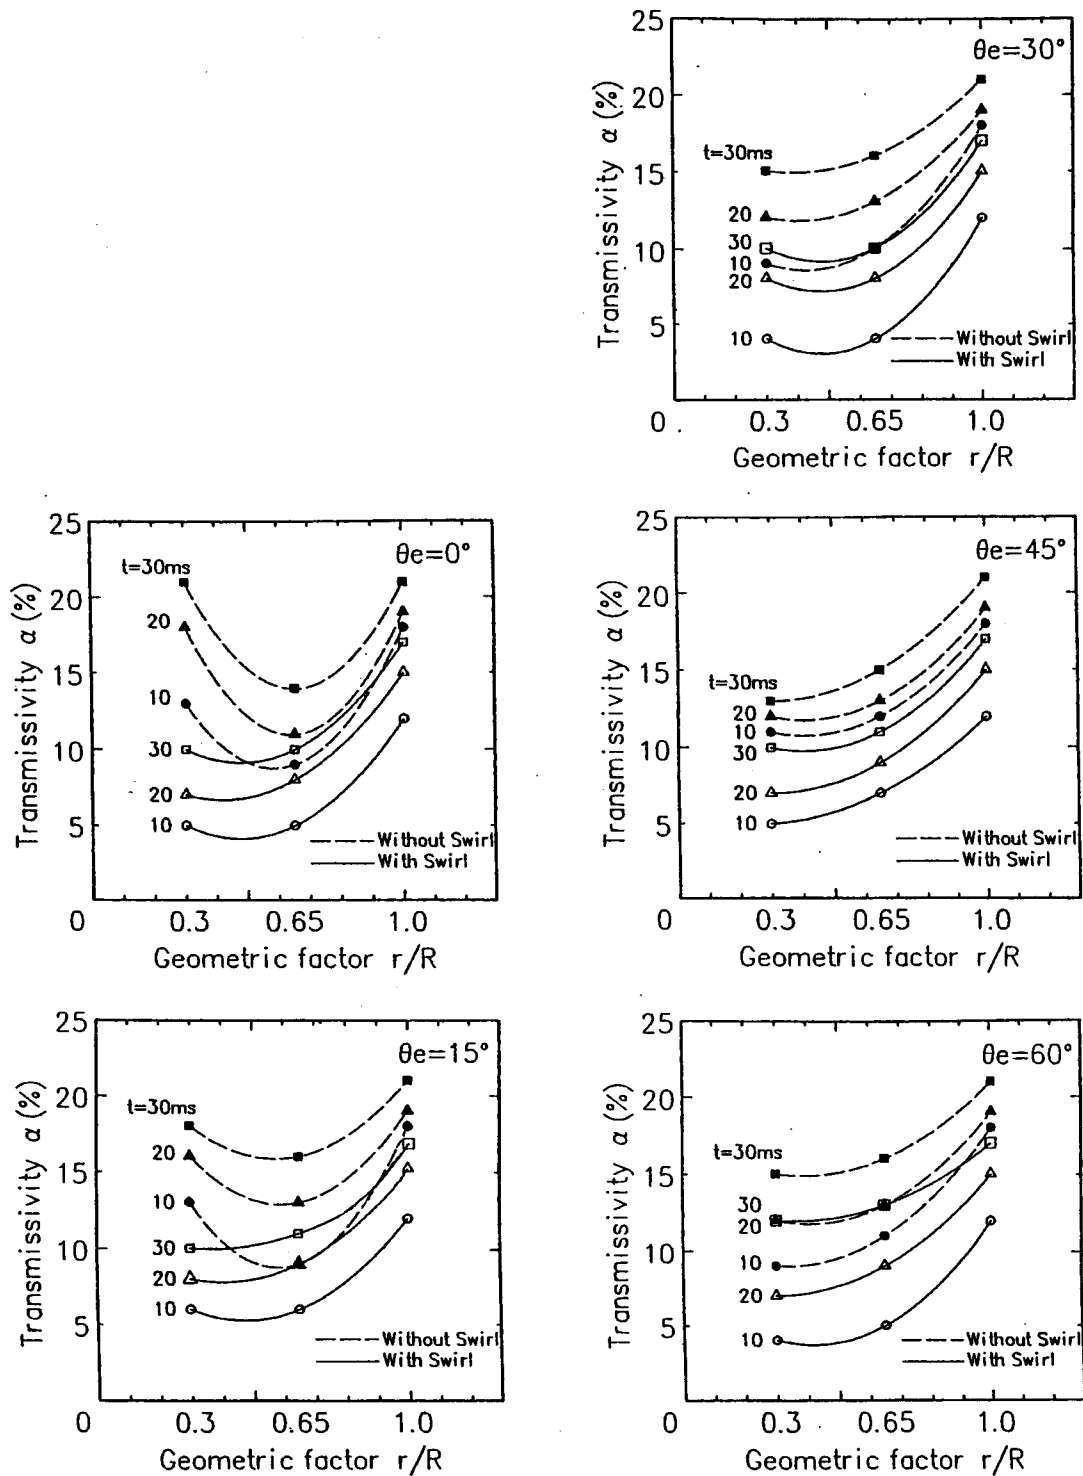 25
θe=30°
20
t=30ms
15
20
30
10
10
20
5
10
Without Swirl
With Swirl
0
0.3
0.65
1.0
Geometric factor r/R
Transmissivity α (%)
25
θe=0°
t=30ms
20
20
15
10
10
30
20
5
10
Without Swirl
With Swirl
0
0.3
0.65
1.0
Geometric factor r/R
Transmissivity α (%)
25
θe=45°
20
15
t=30ms
20
10
30
10
20
10
5
Without Swirl
With Swirl
0
0.3
0.65
1.0
Geometric factor r/R
Transmissivity α (%)
25
θe=15°
t=30ms
20
20
15
10
30
10
20
10
5
Without Swirl
With Swirl
0
0.3
0.65
1.0
Geometric factor r/R
Transmissivity α (%)
25
θe=60°
20
t=30ms
15
30
20
10
10
20
10
5
Without Swirl
With Swirl
0
0.3
0.65
1.0
Geometric factor r/R
Transmissivity α (%)